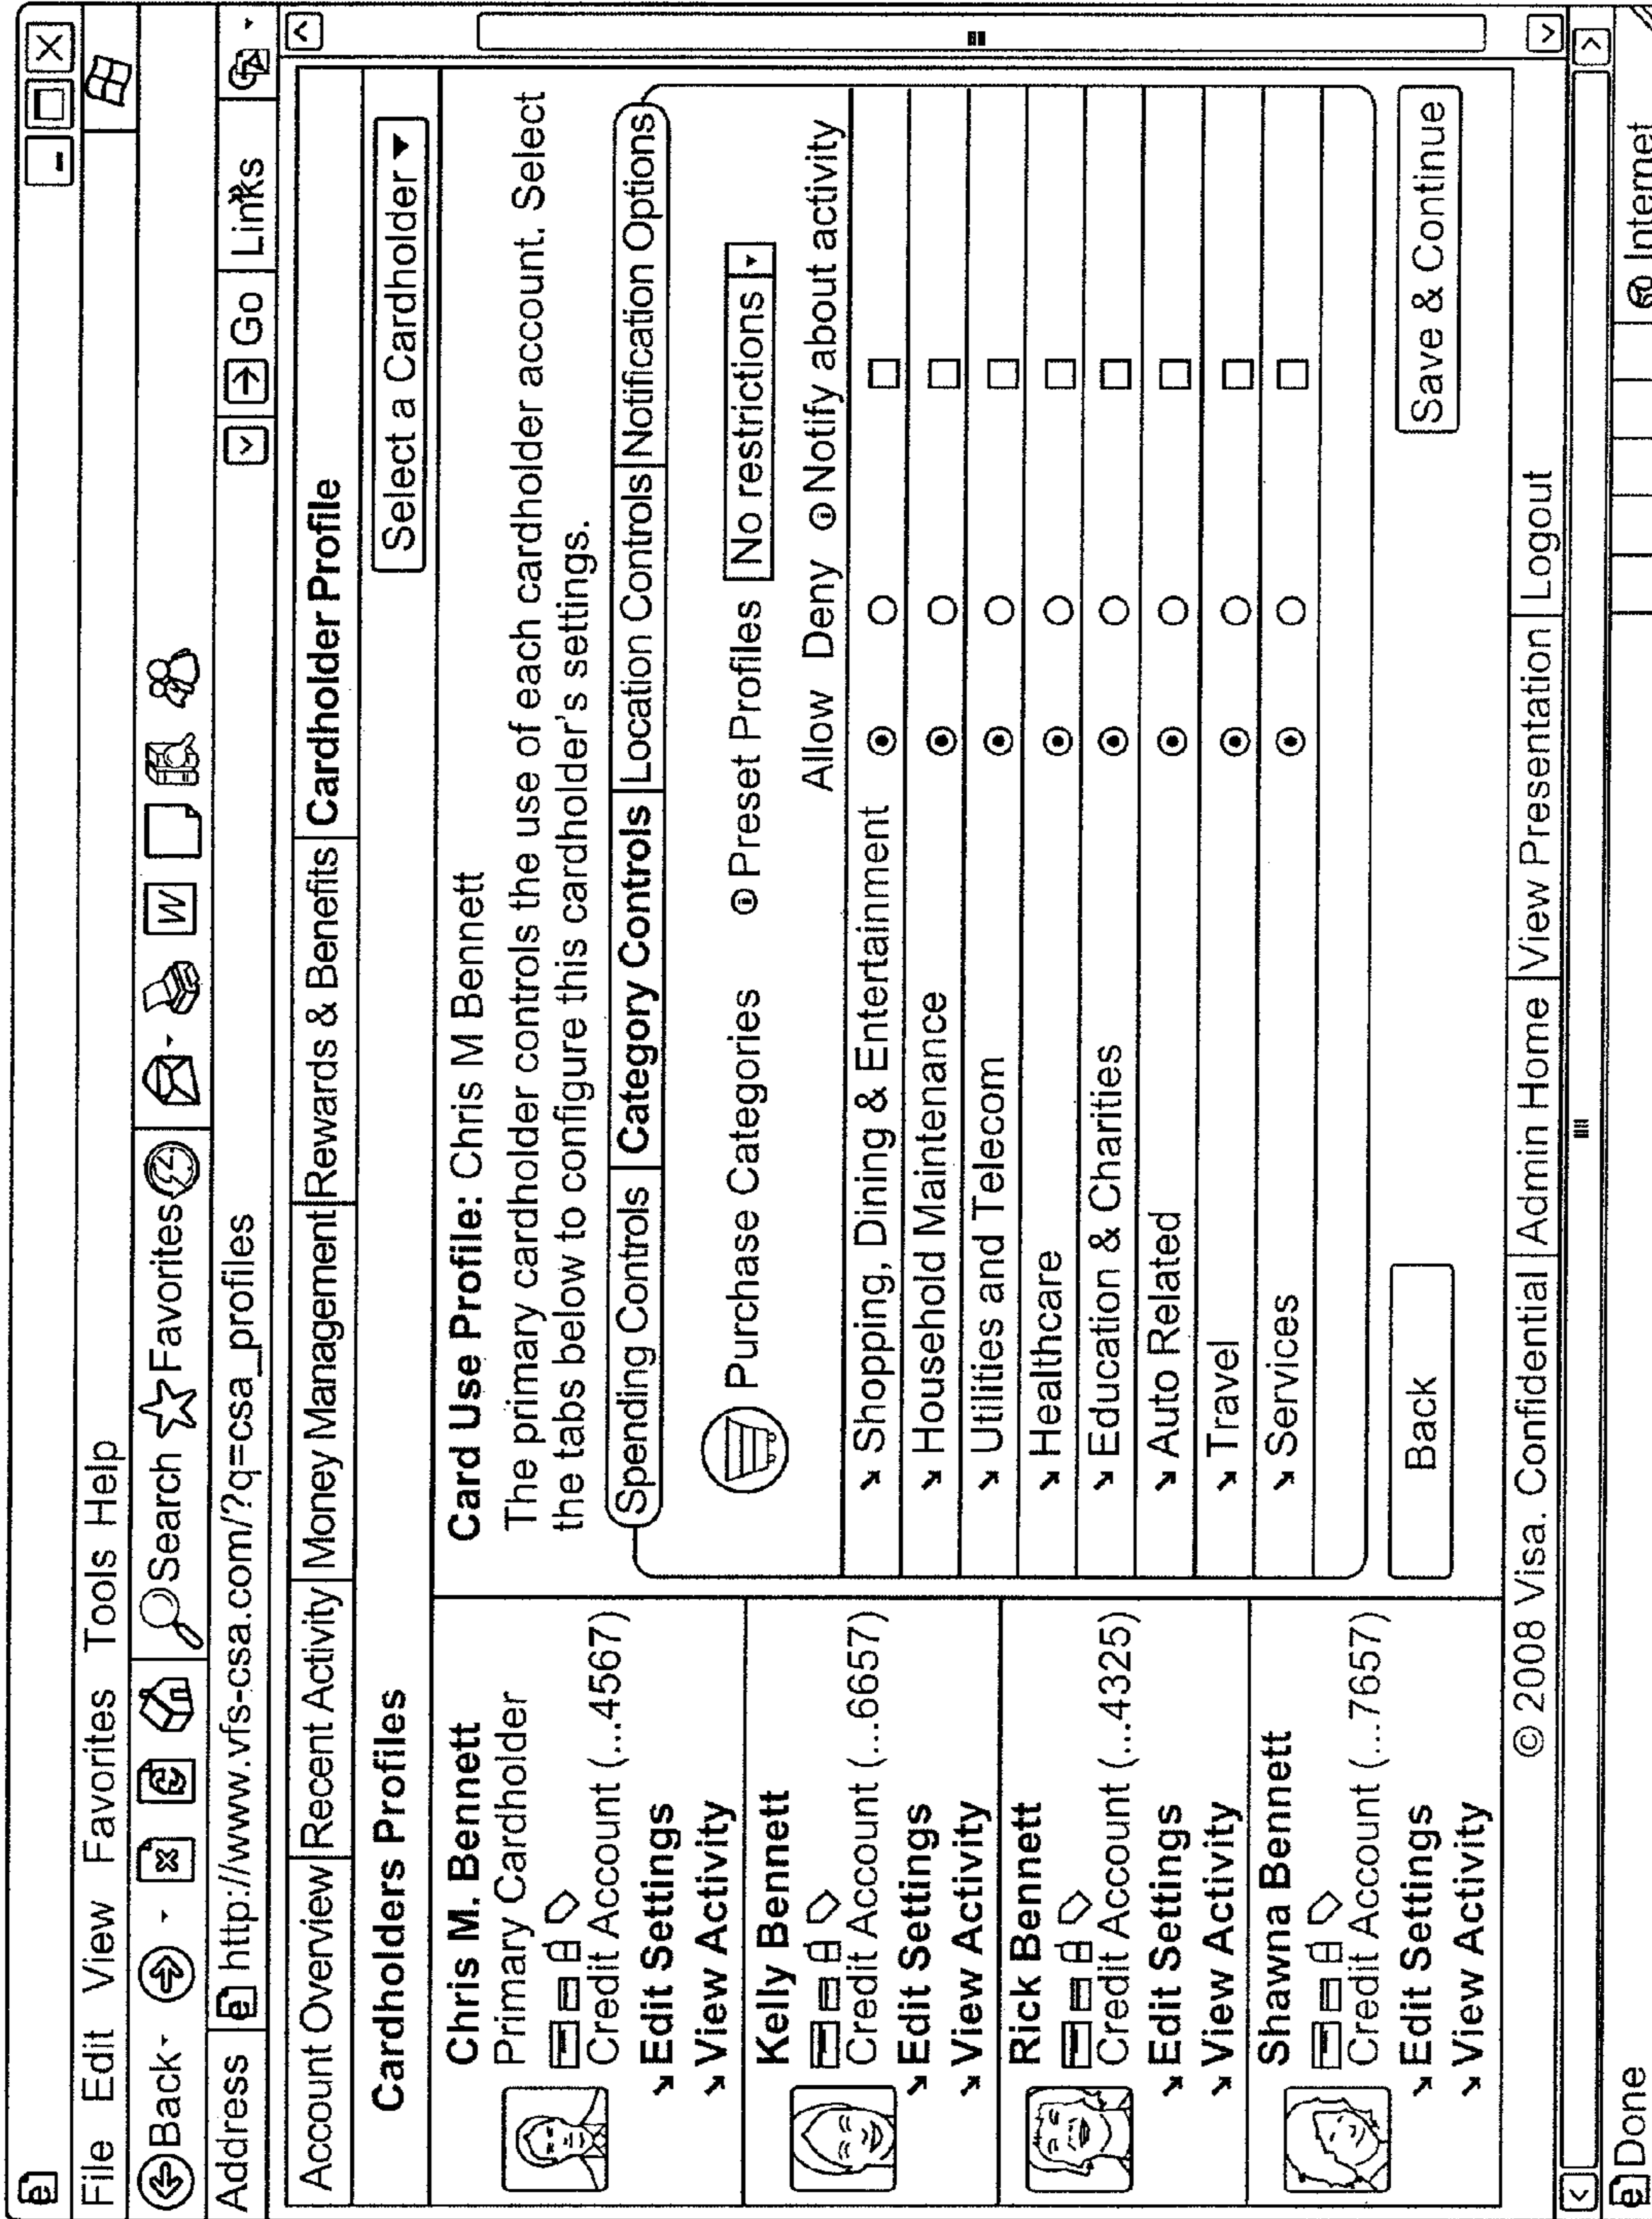 File Edit View Favorites Tools Help
Back Search Favorites W
Address http://www.vfs-csa.com/?q=csa_profiles Go Links
Account Overview Recent Activity Money Management Rewards & Benefits Cardholder Profile
Cardholders Profiles
Select a Cardholder
Chris M. Bennett
Primary Cardholder
Credit Account (...4567)
Edit Settings
View Activity
Kelly Bennett
Credit Account (...6657)
Edit Settings
View Activity
Rick Bennett
Credit Account (...4325)
Edit Settings
View Activity
Shawna Bennett
Credit Account (...7657)
Edit Settings
View Activity
Card Use Profile: Chris M Bennett
The primary cardholder controls the use of each cardholder account. Select
the tabs below to configure this cardholder's settings.
Spending Controls Category Controls Location Controls Notification Options
Purchase Categories Preset Profiles No restrictions
Allow Deny Notify about activity
Shopping, Dining & Entertainment
Household Maintenance
Utilities and Telecom
Healthcare
Education & Charities
Auto Related
Travel
Services
Back Save & Continue
© 2008 Visa. Confidential Admin Home View Presentation Logout
Done Internet